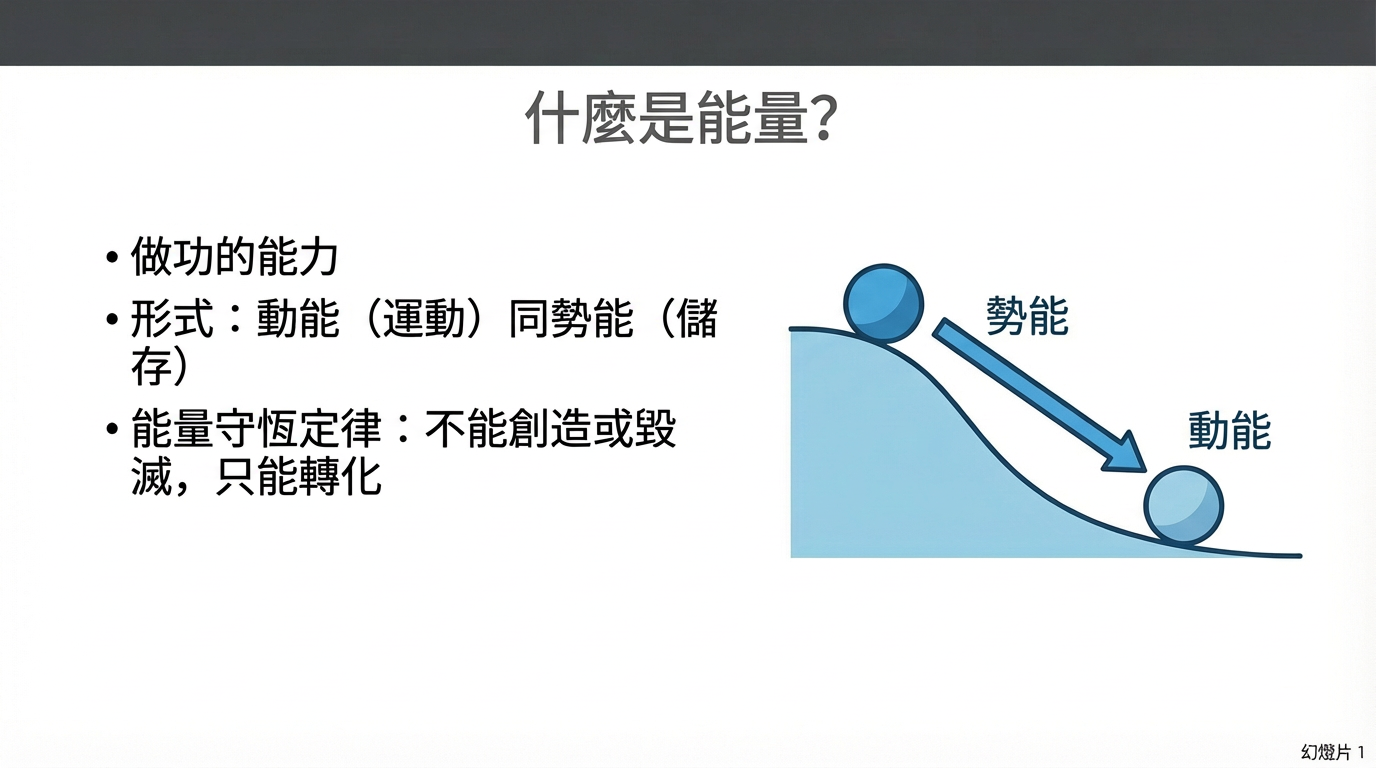 什麼是能量？
• 做功的能力
• 形式：動能（運動）同勢能（儲
存）
• 能量守恆定律：不能創造或毀
滅，只能轉化
勢能
動能
幻燈片 1